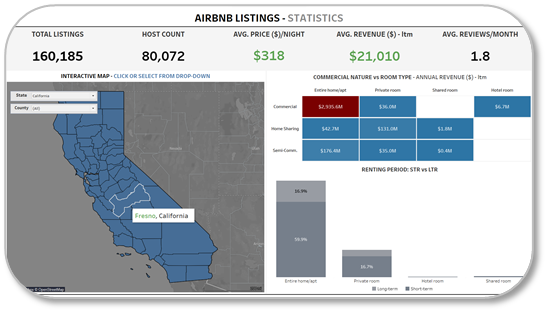 AIRBNB LISTINGS - STATISTICS
TOTAL LISTINGS HOST COUNT AVG. PRICE ($)/NIGHT AVG. REVENUE ($) - ltm AVG. REVIEWS/MONTH
160,185 80,072 $318 $21,010 1.8
INTERACTIVE MAP - CLICK OR SELECT FROM DROP-DOWN
State California
County (All)
Fresno, California
© OpenStreetMap
COMMERCIAL NATURE vs ROOM TYPE - ANNUAL REVENUE ($) - ltm
Entire home/apt Private room Shared room Hotel room
Commercial $2,935.6M $36.0M $6.7M
Home Sharing $42.7M $131.0M $1.8M
Semi-Comm.. $176.4M $35.0M $0.4M
RENTING PERIOD: STR vs LTR
59.9%
16.7%
Entire home/apt Private room Hotel room Shared room
Long-term Short-term